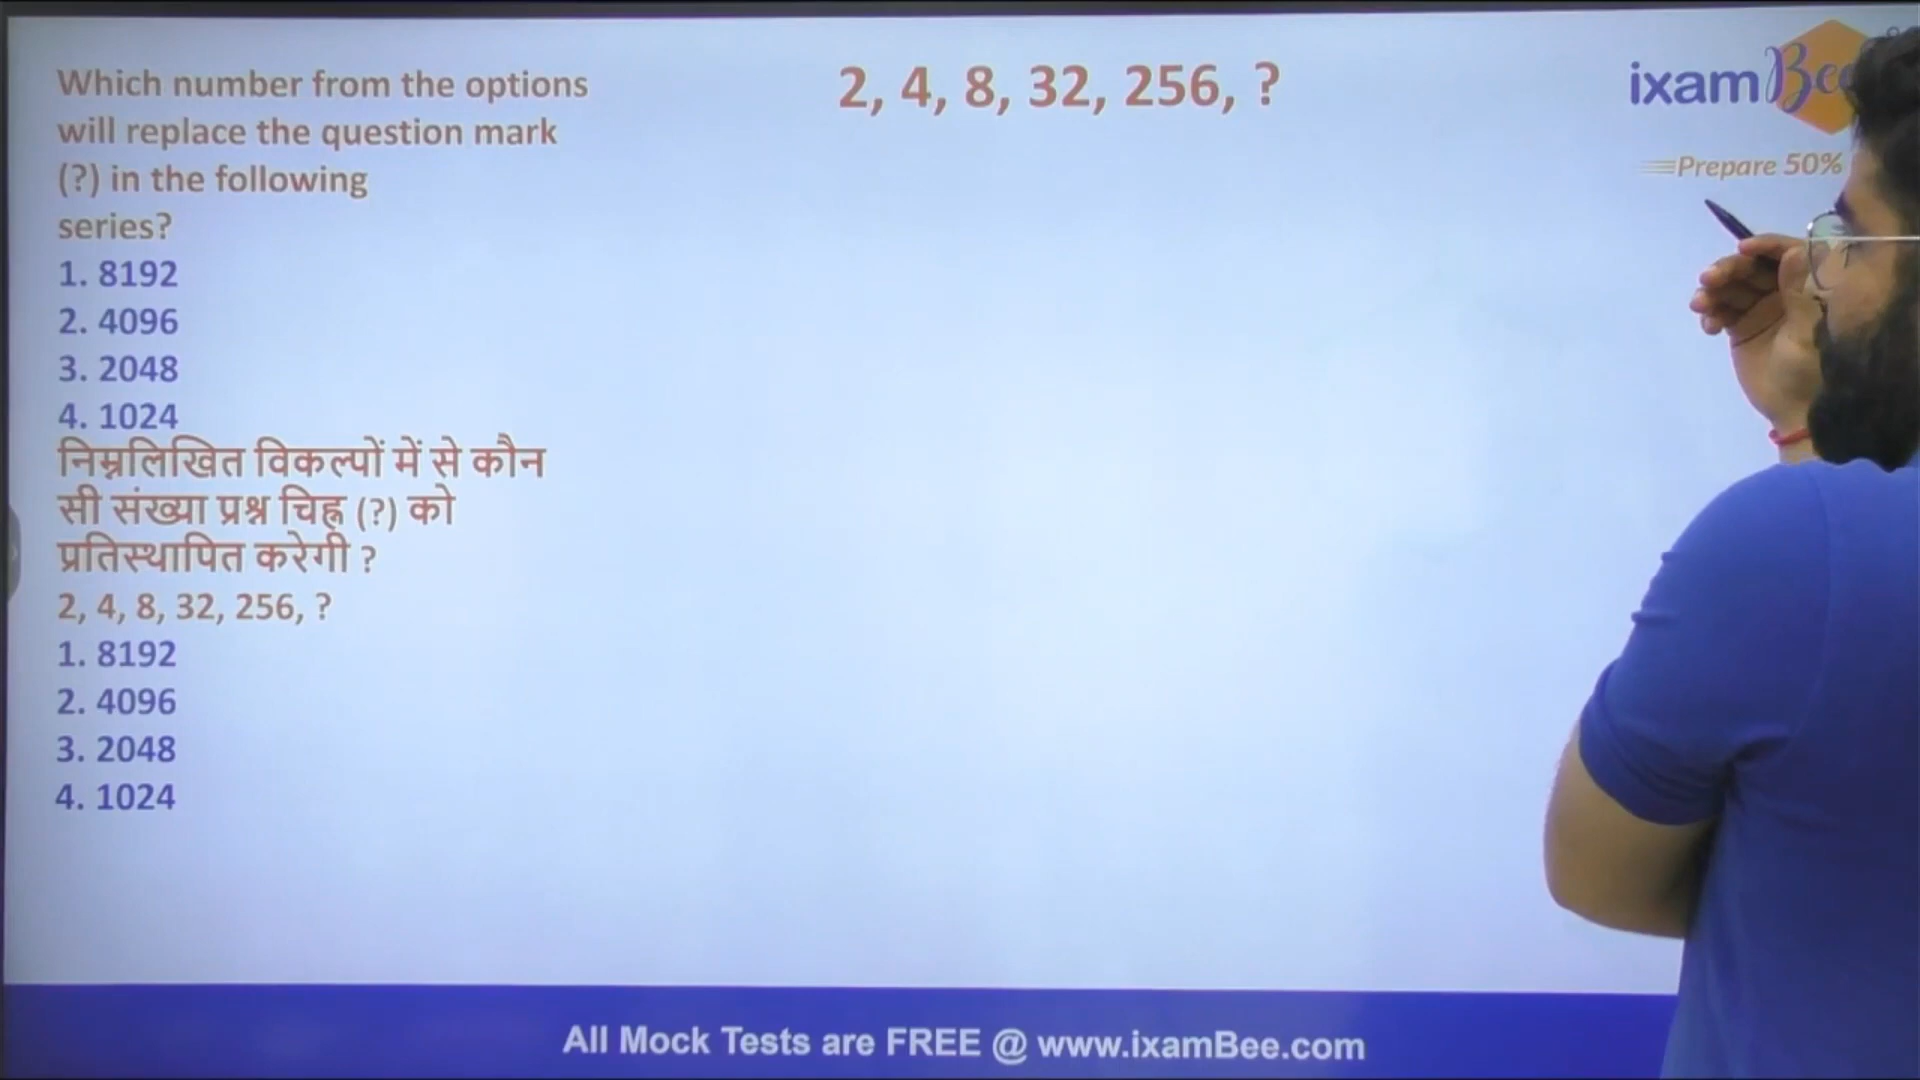 Which number from the options
will replace the question mark
(?) in the following
series?
1. 8192
2. 4096
3. 2048
4. 1024
निम्नलिखित विकल्पों में से कौन
सी संख्या प्रश्न चिह्न (?) को
प्रतिस्थापित करेगी ?
2, 4, 8, 32, 256, ?
1. 8192
2. 4096
3. 2048
4. 1024
2, 4, 8, 32, 256, ?
ixam
Prepare 50%
All Mock Tests are FREE @ www.ixamBee.com